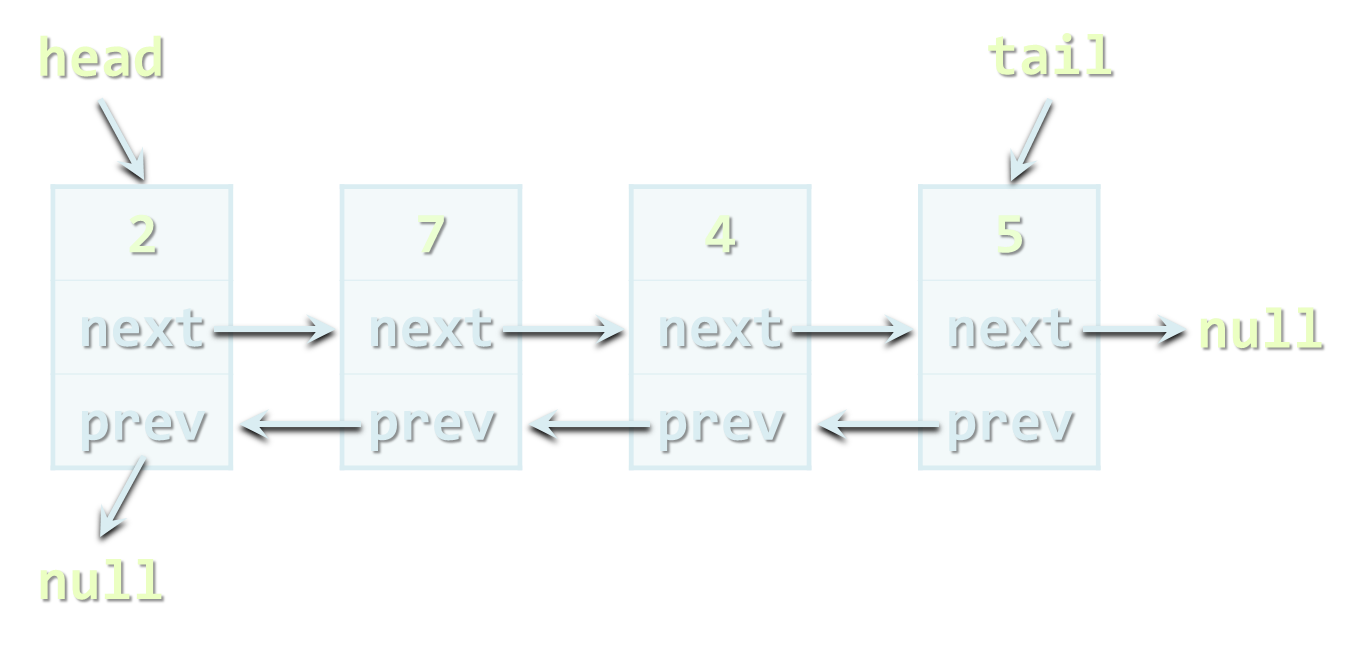 head tail
2 7 4 5
next next next next null
prev prev prev prev
null